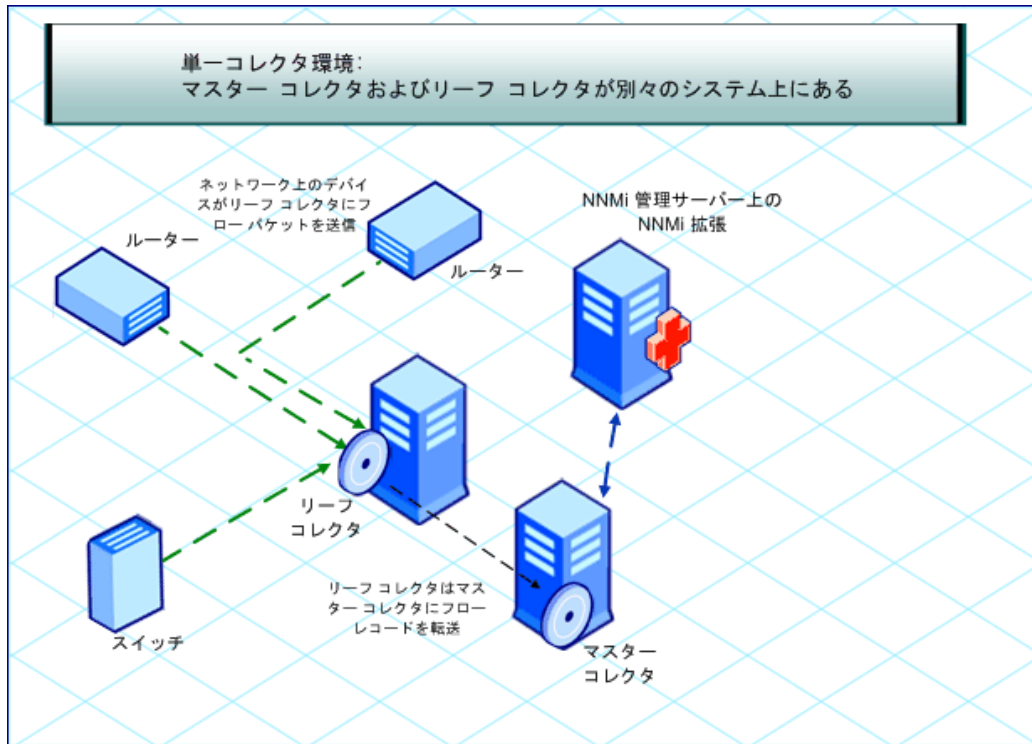 単一コレクタ環境:
マスター コレクタおよびリーフ コレクタが別々のシステム上にある
ネットワーク上のデバイ
スがリーフ コレクタにフ
ロー パケットを送信
NNMi 管理サーバー上の
NNMi 拡張
ルーター
ルーター
リーフ
コレクタ
リーフ コレクタはマス
ター コレクタにフロー
レコードを転送
スイッチ
マスター
コレクタ